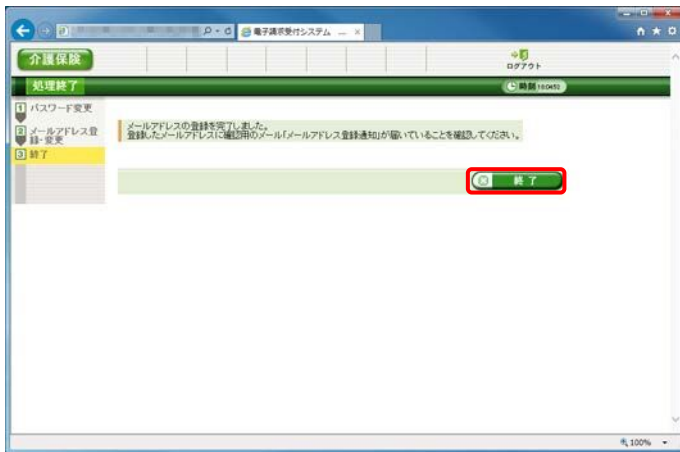 電子請求受付システム
介護保険
ログアウト
処理終了
時刻
1 パスワード変更
2 メールアドレス登
録・変更
3 終了
メールアドレスの登録を完了しました。
登録したメールアドレスに確認用のメール「メールアドレス登録通知」が届いていることを確認してください。
終了
100%